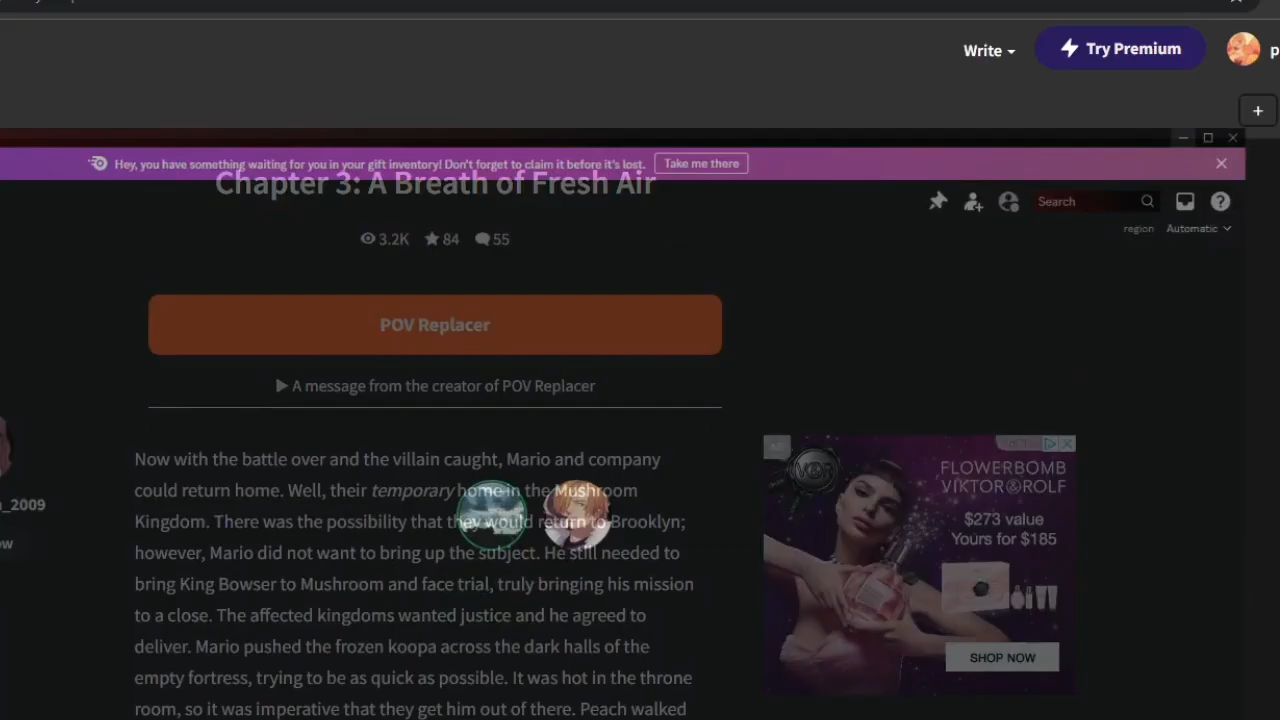 Write
Try Premium
p
+
Hey, you have something waiting for you in your gift inventory! Don't forget to claim it before it's lost.
Take me there
Chapter 3: A Breath of Fresh Air
Search
region
Automatic
3.2K
84
55
POV Replacer
A message from the creator of POV Replacer
Now with the battle over and the villain caught, Mario and company
could return home. Well, their temporary home in the Mushroom
Kingdom. There was the possibility that they would return to Brooklyn;
however, Mario did not want to bring up the subject. He still needed to
bring King Bowser to Mushroom and face trial, truly bringing his mission
to a close. The affected kingdoms wanted justice and he agreed to
deliver. Mario pushed the frozen koopa across the dark halls of the
empty fortress, trying to be as quick as possible. It was hot in the throne
room, so it was imperative that they get him out of there. Peach walked
_2009
ow
FLOWERBOMB
VIKTOR&ROLF
$273 value
Yours for $185
SHOP NOW